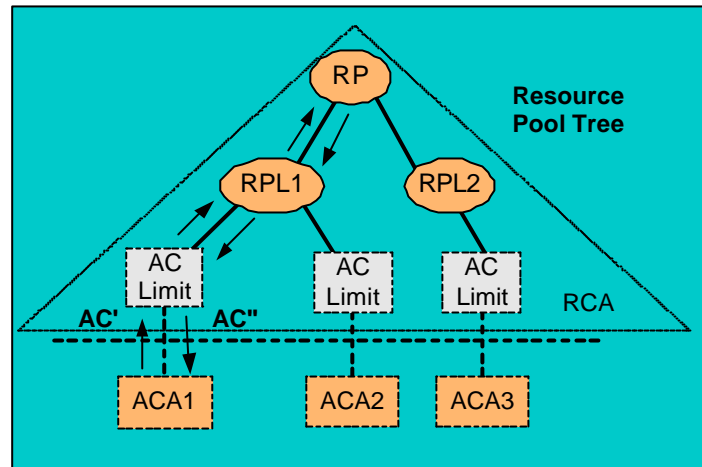 RP
Resource
Pool Tree
RPL1
RPL2
AC
Limit
AC
Limit
AC
Limit
RCA
AC'
AC"
ACA1
ACA2
ACA3